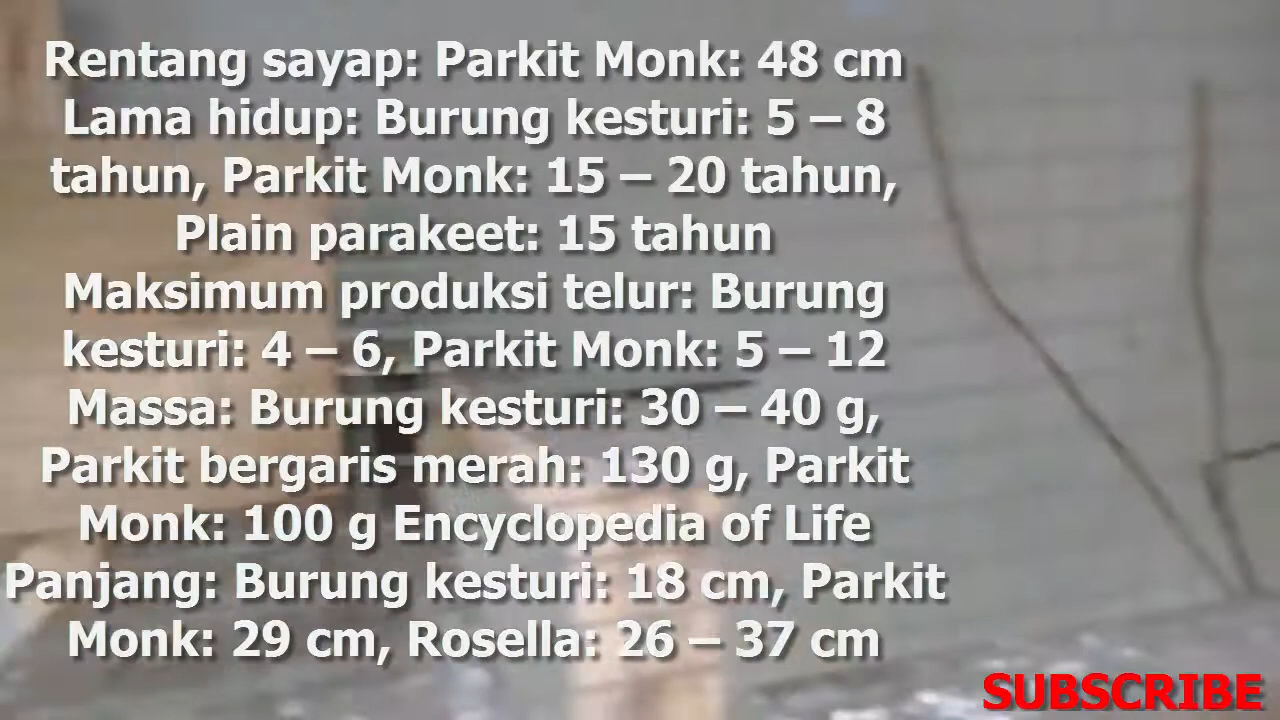 Rentang sayap: Parkit Monk: 48 cm
Lama hidup: Burung kesturi: 5 – 8
tahun, Parkit Monk: 15 – 20 tahun,
Plain parakeet: 15 tahun
Maksimum produksi telur: Burung
kesturi: 4 – 6, Parkit Monk: 5 – 12
Massa: Burung kesturi: 30 – 40 g,
Parkit bergaris merah: 130 g, Parkit
Monk: 100 g Encyclopedia of Life
Panjang: Burung kesturi: 18 cm, Parkit
Monk: 29 cm, Rosella: 26 – 37 cm
SUBSCRIBE